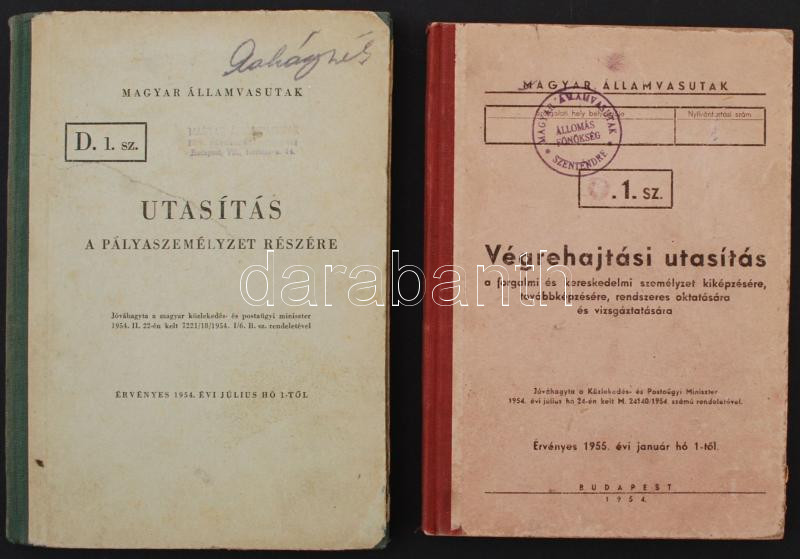 MAGYAR ÁLLAMVASUTAK
D. 1. sz.
UTASÍTÁS
A PÁLYASZEMÉLYZET RÉSZÉRE
Jóváhagyta a magyar közlekedés- és postaügyi miniszter
1954. II. 22-én kelt 7221/18/1954. I/6. B. sz. rendeletével
ÉRVÉNYES 1954. ÉVI JÚLIUS HÓ 1-TŐL
MAGYAR ÁLLAMVASUTAK
Szolgálati hely
Nyilvántartási szám
MAGYAR ÁLLAMVASUTAK
ÁLLOMÁS
FŐNÖKSÉG
SZENTENDRE
.1. sz.
Végrehajtási utasítás
a forgalmi és kereskedelmi személyzet kiképzésére,
továbbképzésére, rendszeres oktatására
és vizsgáztatására
Jóváhagyta a Közlekedés- és Postaügyi Miniszter
1954. évi július hó 24-én kelt M. 24140/1954. számú rendeletével.
Érvényes 1955. évi január hó 1-től.
BUDAPEST
1954.
darabanth